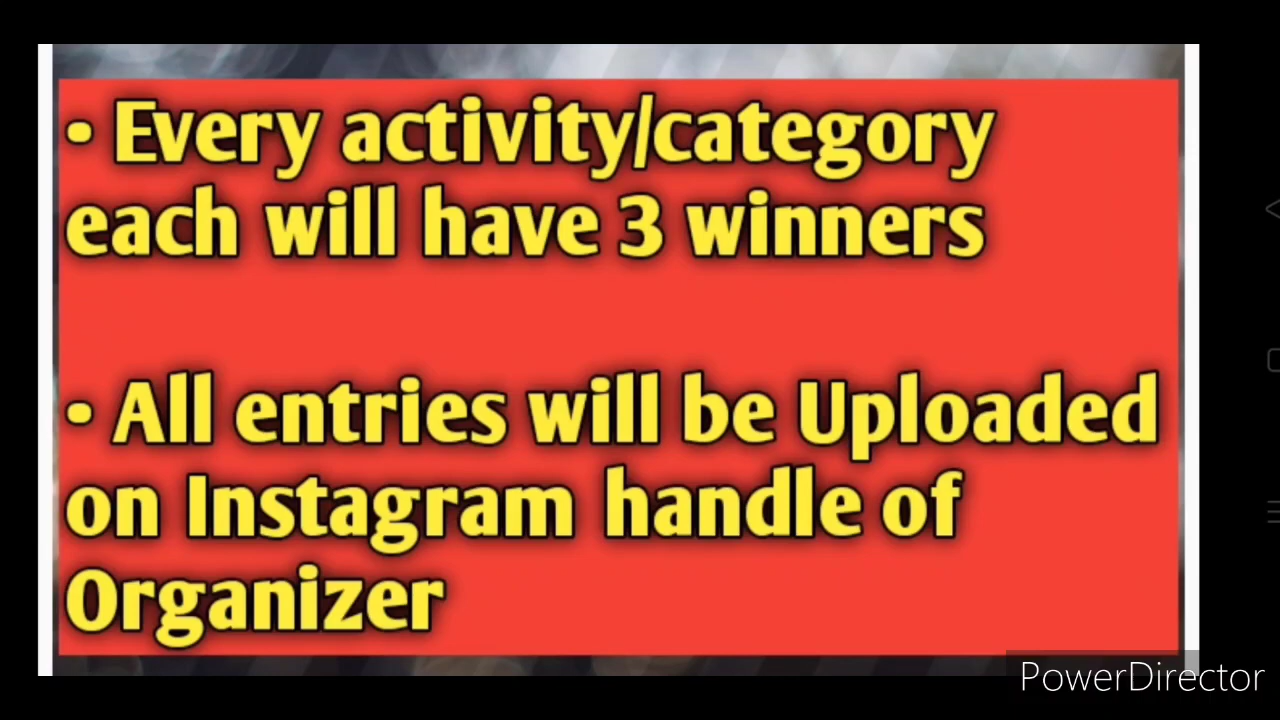 • Every activity/category
each will have 3 winners
• All entries will be Uploaded
on Instagram handle of
Organizer
PowerDirector